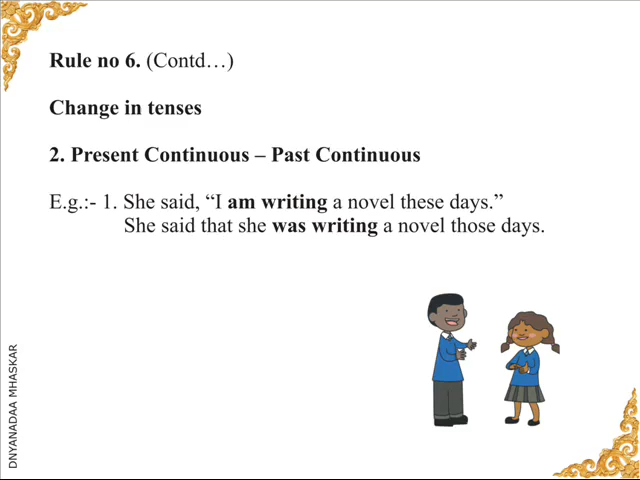 Rule no 6. (Contd…)
Change in tenses
2. Present Continuous – Past Continuous
E.g.:- 1. She said, “I am writing a novel these days.”
She said that she was writing a novel those days.
DNYANADAA MHASKAR